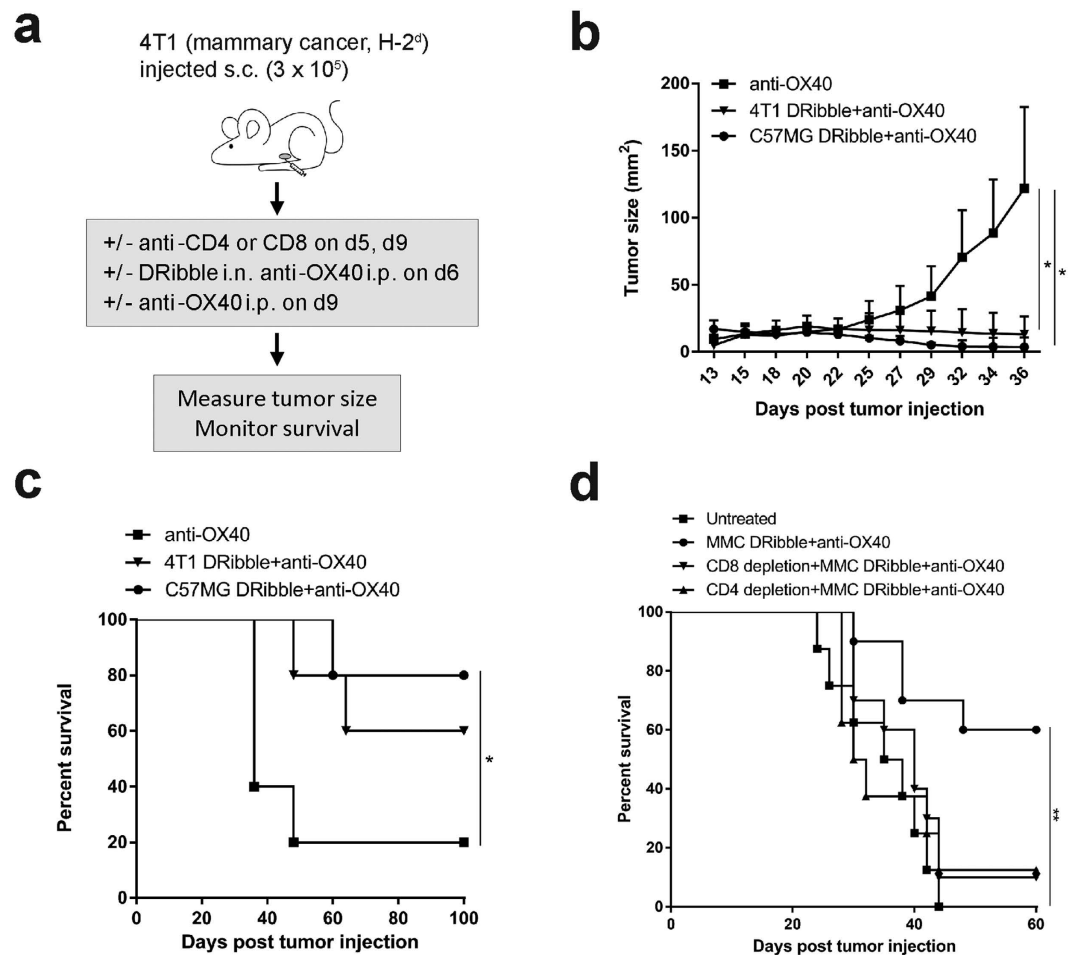 a
4T1 (mammary cancer, H-2ᵈ)
injected s.c. (3 x 10⁵)
+/- anti-CD4 or CD8 on d5, d9
+/- DRibble i.n. anti-OX40 i.p. on d6
+/- anti-OX40 i.p. on d9
Measure tumor size
Monitor survival
b
anti-OX40
4T1 DRibble+anti-OX40
C57MG DRibble+anti-OX40
Tumor size (mm²)
200
150
100
50
0
* *
13 15 18 20 22 25 27 29 32 34 36
Days post tumor injection
c
anti-OX40
4T1 DRibble+anti-OX40
C57MG DRibble+anti-OX40
Percent survival
100
80
60
40
20
0
*
0 20 40 60 80 100
Days post tumor injection
d
Untreated
MMC DRibble+anti-OX40
CD8 depletion+MMC DRibble+anti-OX40
CD4 depletion+MMC DRibble+anti-OX40
Percent survival
100
80
60
40
20
0
**
0 20 40 60
Days post tumor injection